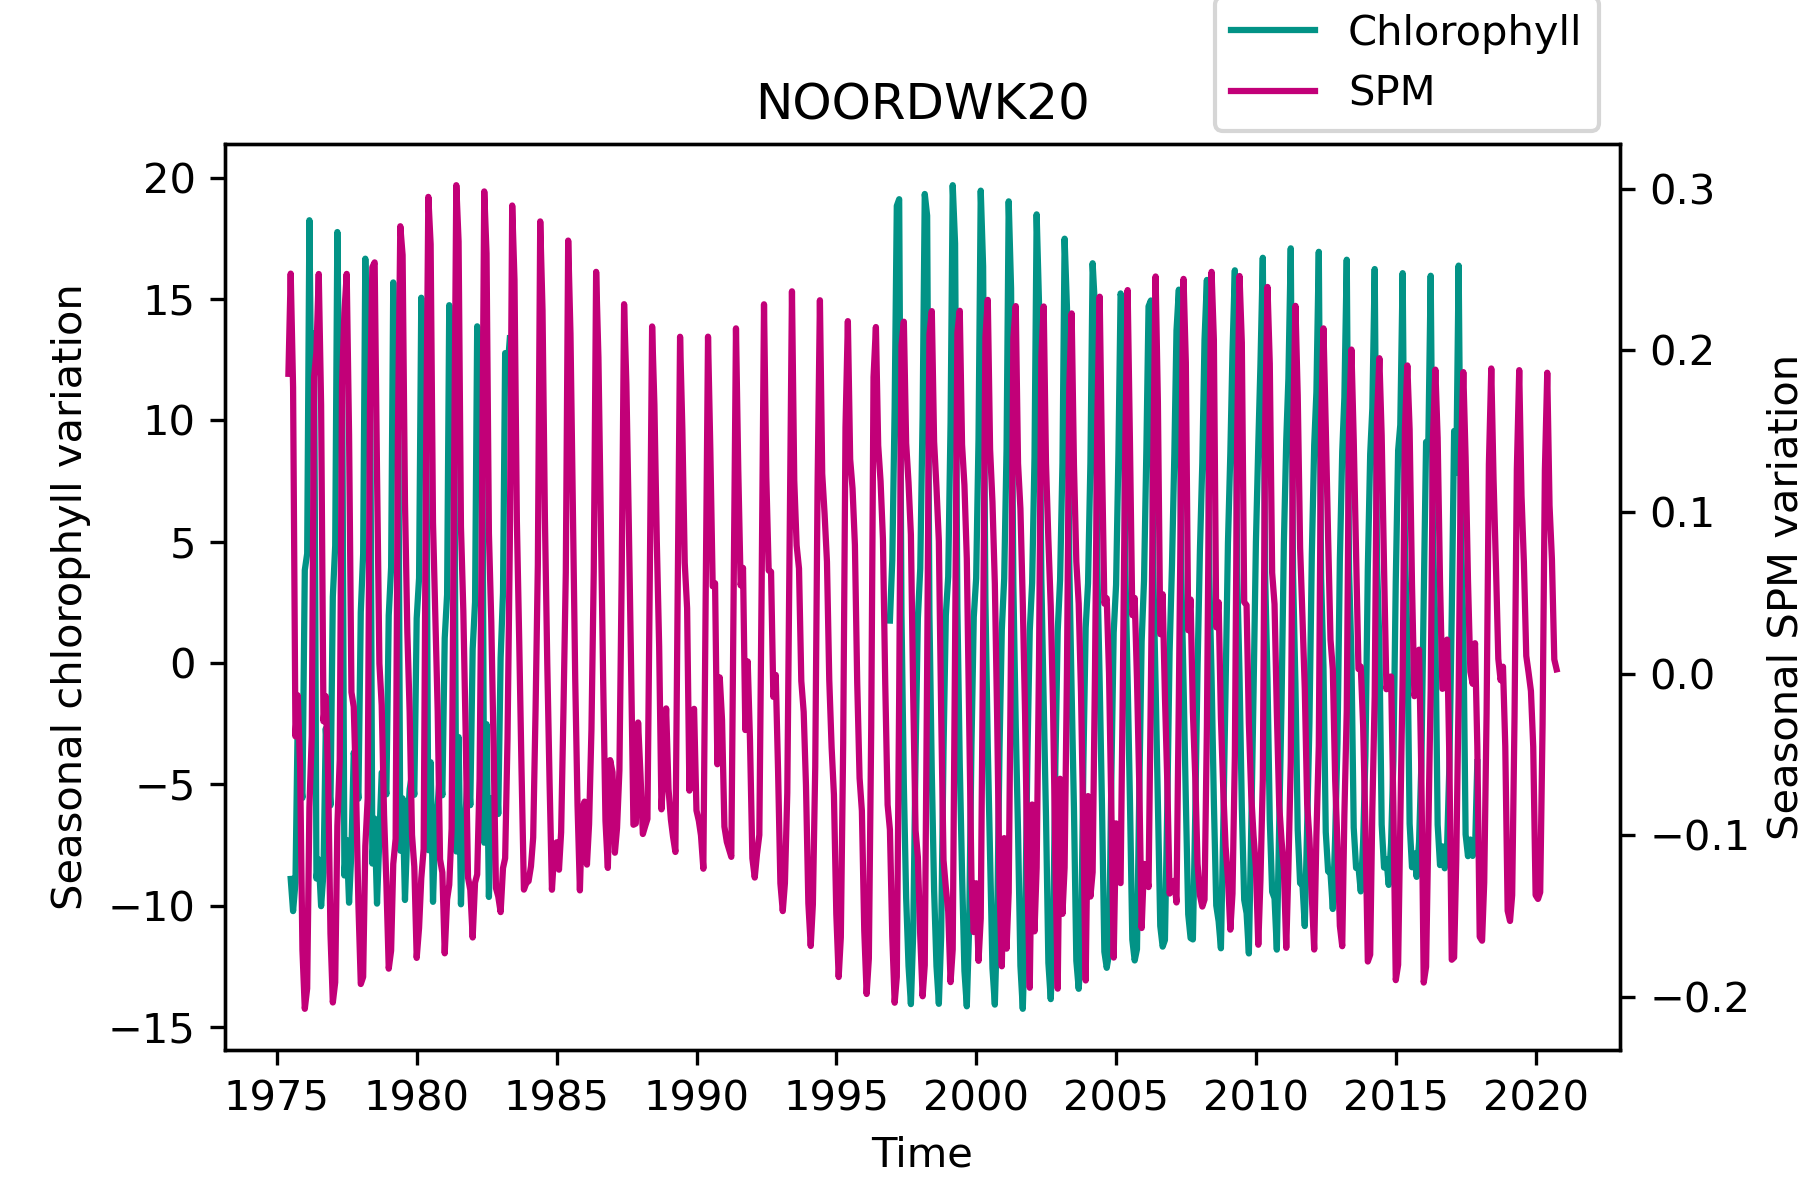 Chlorophyll
SPM
NOORDWK20
20
15
10
5
0
−5
−10
−15
Seasonal chlorophyll variation
0.3
0.2
0.1
0.0
−0.1
−0.2
Seasonal SPM variation
1975 1980 1985 1990 1995 2000 2005 2010 2015 2020
Time